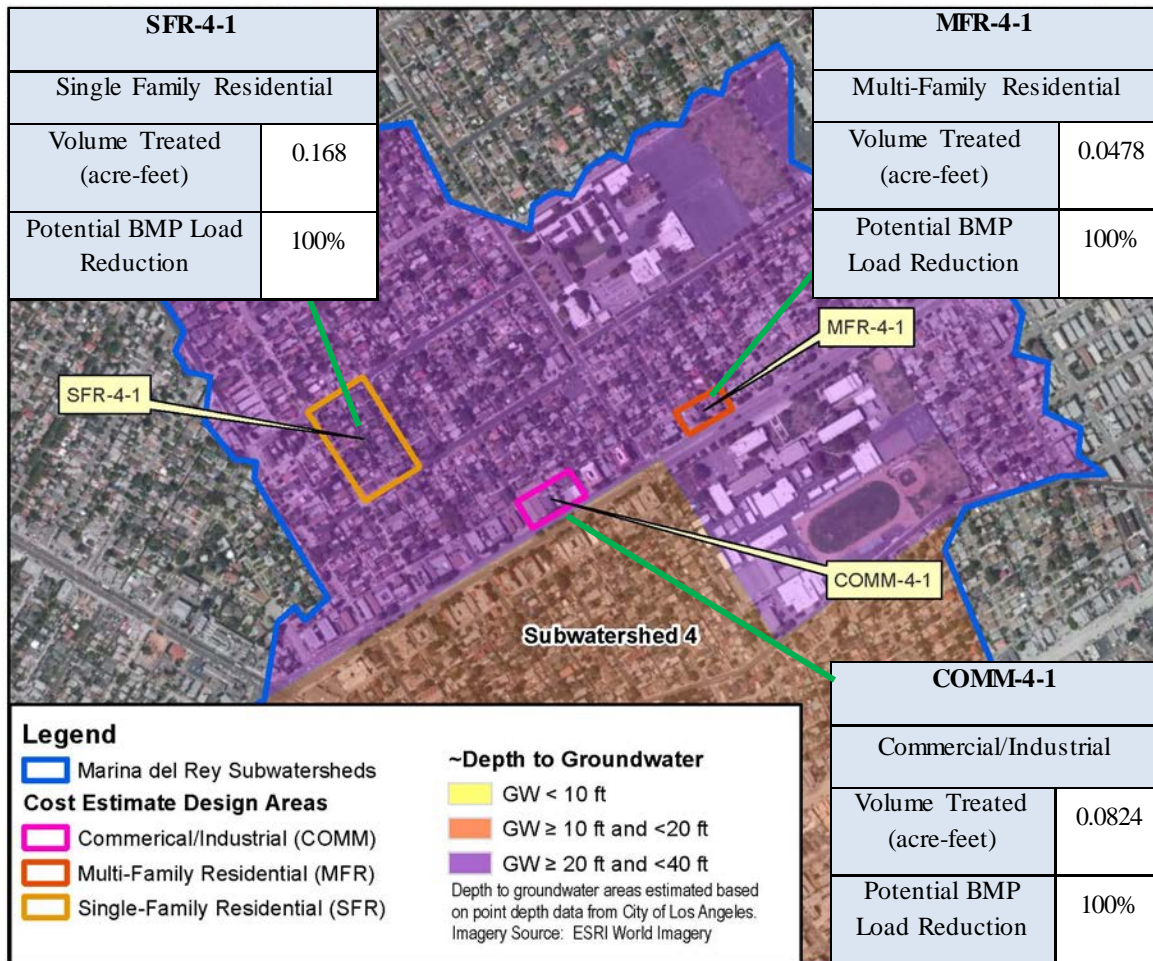 SFR-4-1
Single Family Residential
Volume Treated
(acre-feet)
0.168
Potential BMP Load
Reduction
100%
MFR-4-1
Multi-Family Residential
Volume Treated
(acre-feet)
0.0478
Potential BMP
Load Reduction
100%
MFR-4-1
SFR-4-1
COMM-4-1
Subwatershed 4
COMM-4-1
Commercial/Industrial
Volume Treated
(acre-feet)
0.0824
Potential BMP
Load Reduction
100%
Legend
Marina del Rey Subwatersheds
Cost Estimate Design Areas
Commerical/Industrial (COMM)
Multi-Family Residential (MFR)
Single-Family Residential (SFR)
~Depth to Groundwater
GW < 10 ft
GW ≥ 10 ft and <20 ft
GW ≥ 20 ft and <40 ft
Depth to groundwater areas estimated based
on point depth data from City of Los Angeles.
Imagery Source: ESRI World Imagery